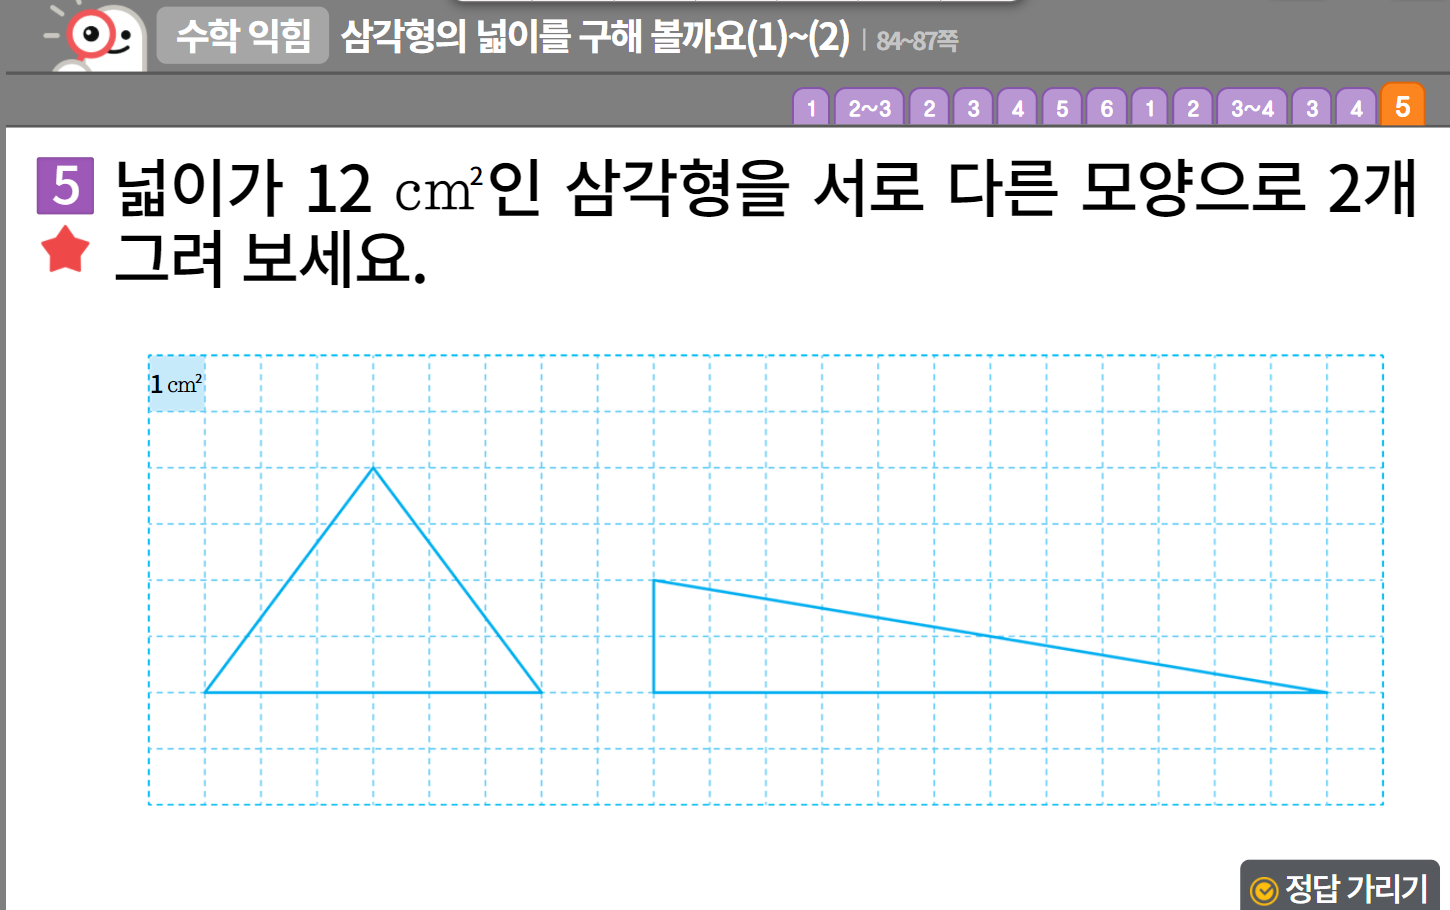 수학 익힘 삼각형의 넓이를 구해 볼까요(1)~(2) | 84~87쪽
1 2~3 2 3 4 5 6 1 2 3~4 3 4 5
5 넓이가 12 cm²인 삼각형을 서로 다른 모양으로 2개
그려 보세요.
1 cm²
정답 가리기